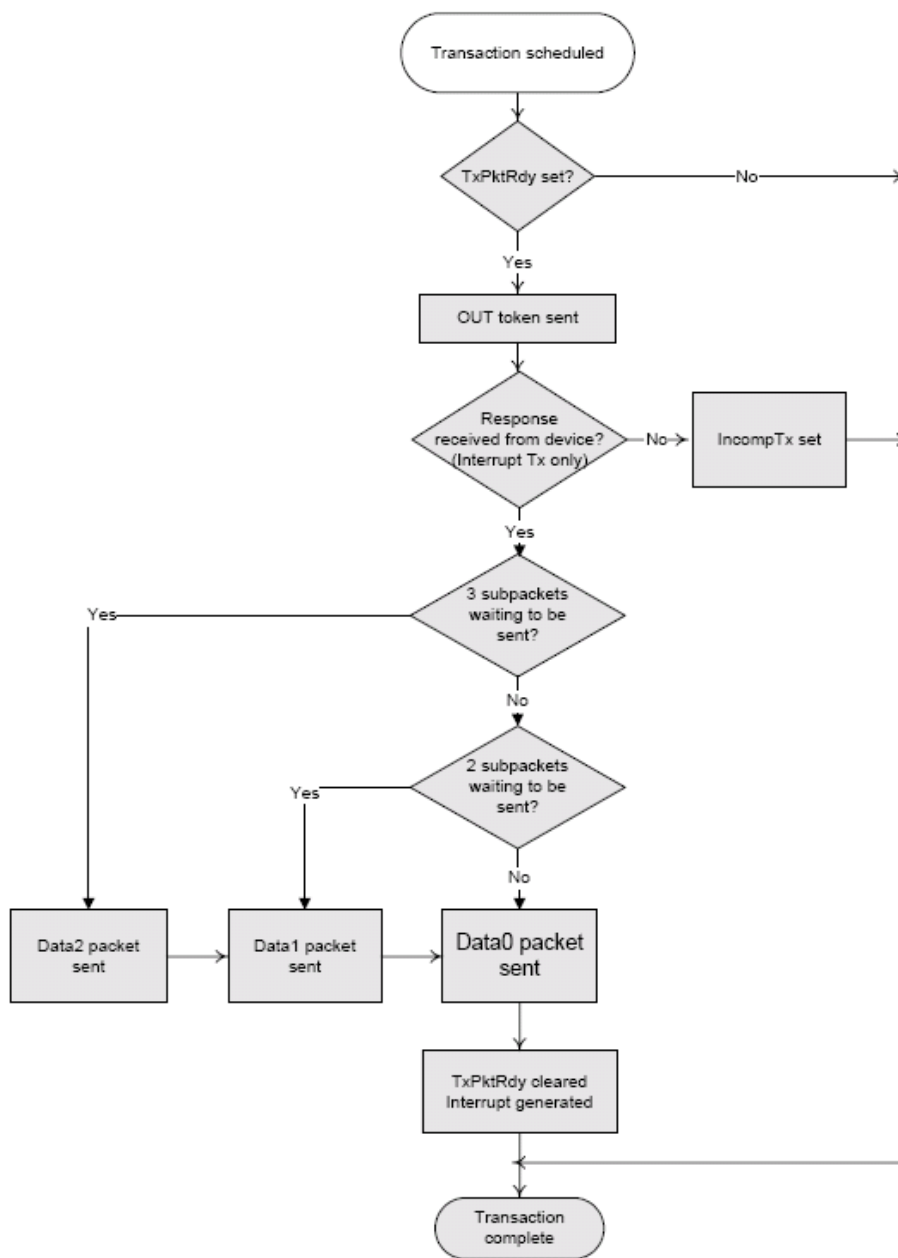 Transaction scheduled
TxPktRdy set?
No
Yes
OUT token sent
Response
received from device?
(Interrupt Tx only)
No
IncompTx set
Yes
3 subpackets
waiting to be
sent?
Yes
No
2 subpackets
waiting to be
sent?
Yes
No
Data2 packet
sent
Data1 packet
sent
Data0 packet
sent
TxPktRdy cleared
Interrupt generated
Transaction
complete